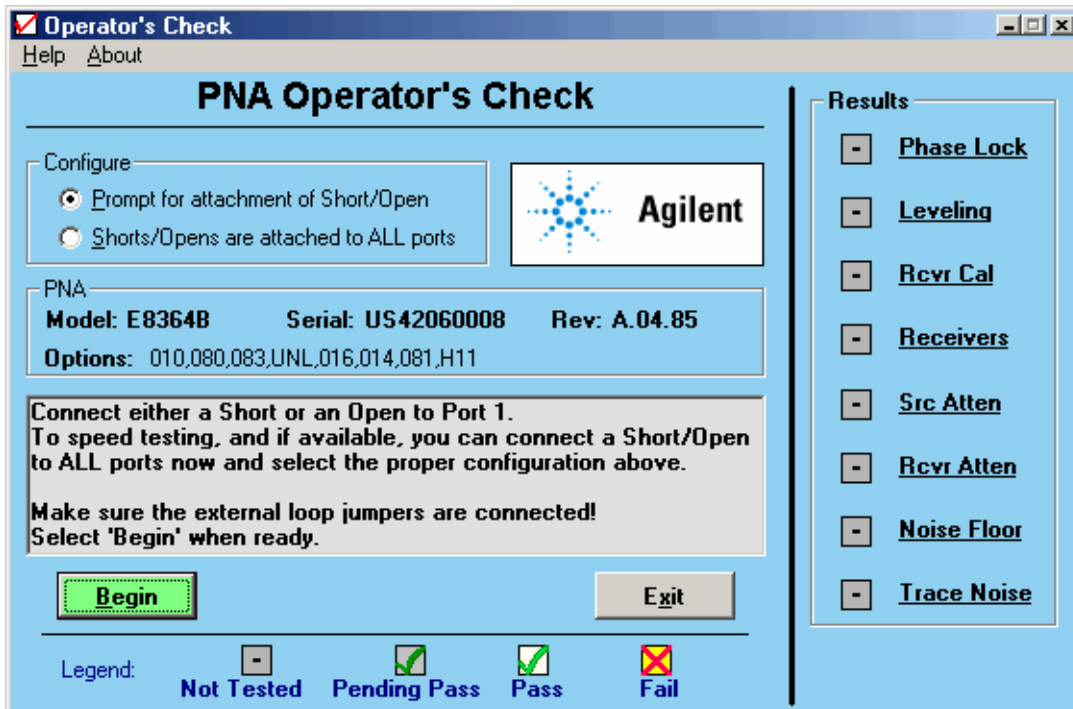 Operator's Check
Help About
PNA Operator's Check
Configure
Prompt for attachment of Short/Open
Shorts/Opens are attached to ALL ports
Agilent
PNA
Model: E8364B Serial: US42060008 Rev: A.04.85
Options: 010,080,083,UNL,016,014,081,H11
Connect either a Short or an Open to Port 1.
To speed testing, and if available, you can connect a Short/Open
to ALL ports now and select the proper configuration above.
Make sure the external loop jumpers are connected!
Select 'Begin' when ready.
Begin Exit
Legend: - Not Tested Pending Pass Pass Fail
Results
- Phase Lock
- Leveling
- Rcvr Cal
- Receivers
- Src Atten
- Rcvr Atten
- Noise Floor
- Trace Noise